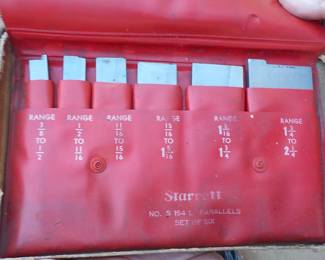 RANGE RANGE RANGE RANGE RANGE RANGE
3/8 1/2 11/16 15/16 1 5/16 1 3/4
TO TO TO TO TO TO
1/2 11/16 15/16 1 5/16 1 3/4 2 1/4
Starrett
NO. S 154 L PARALLELS
SET OF SIX